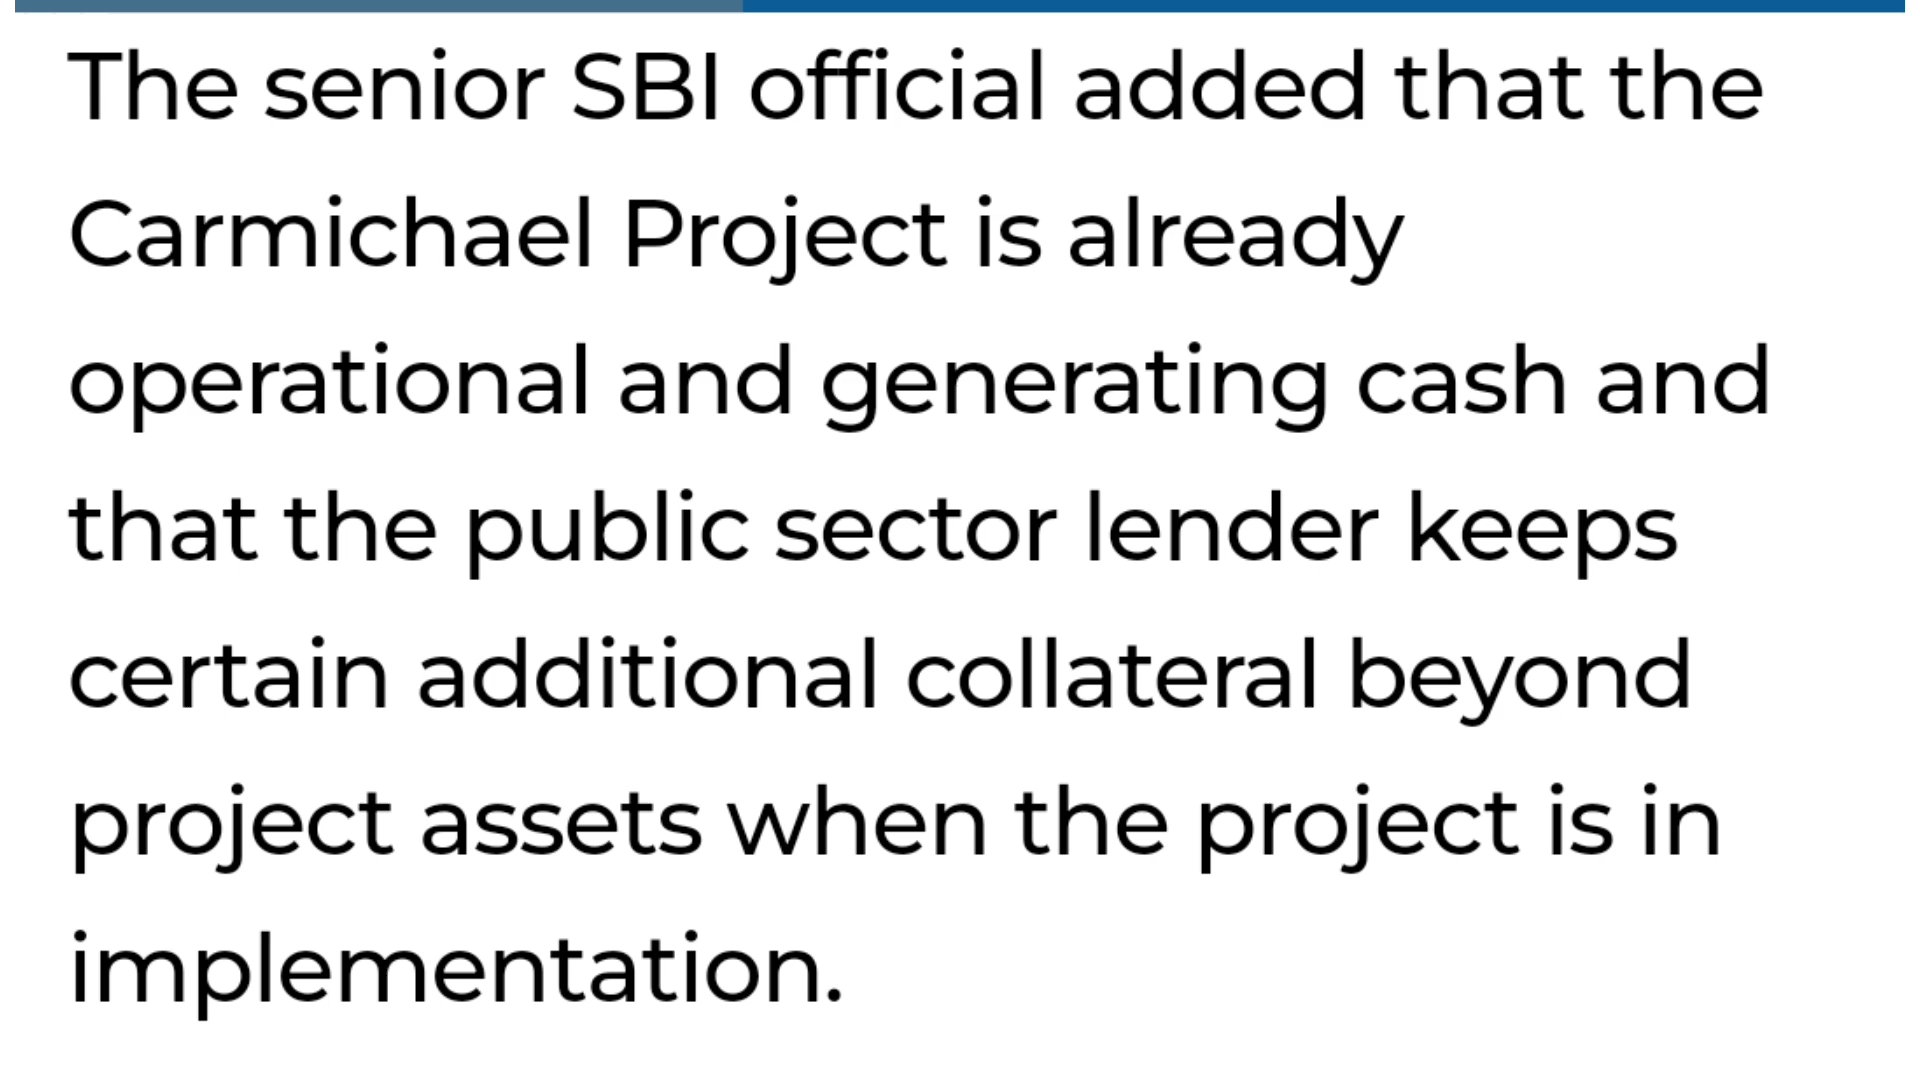 The senior SBI official added that the
Carmichael Project is already
operational and generating cash and
that the public sector lender keeps
certain additional collateral beyond
project assets when the project is in
implementation.